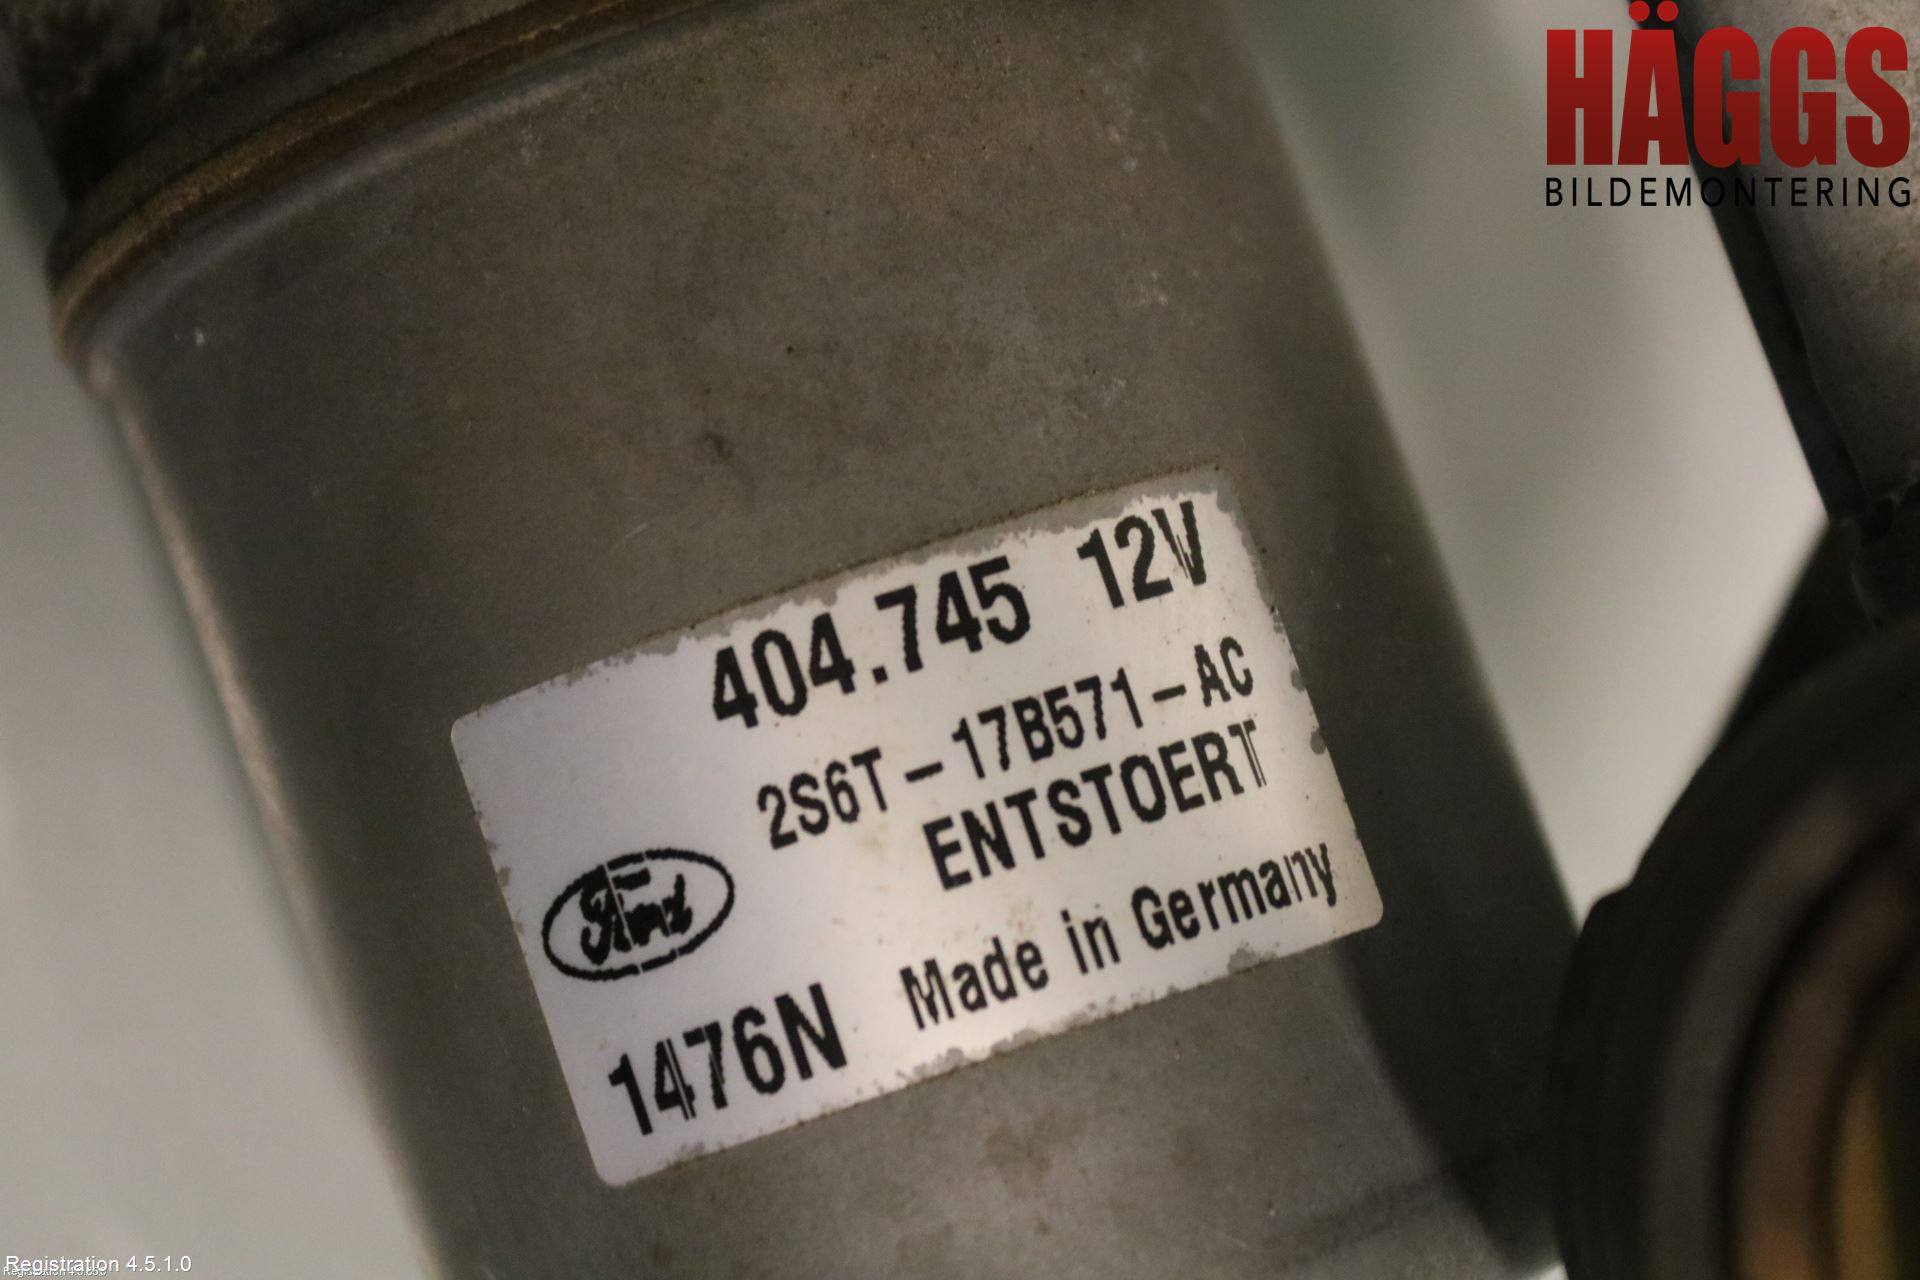 HÄGGS
BILDEMONTERING
404.745 12V
2S6T-17B571-AC
ENTSTOERT
Ford
1476N Made in Germany
Registration 4.5.1.0